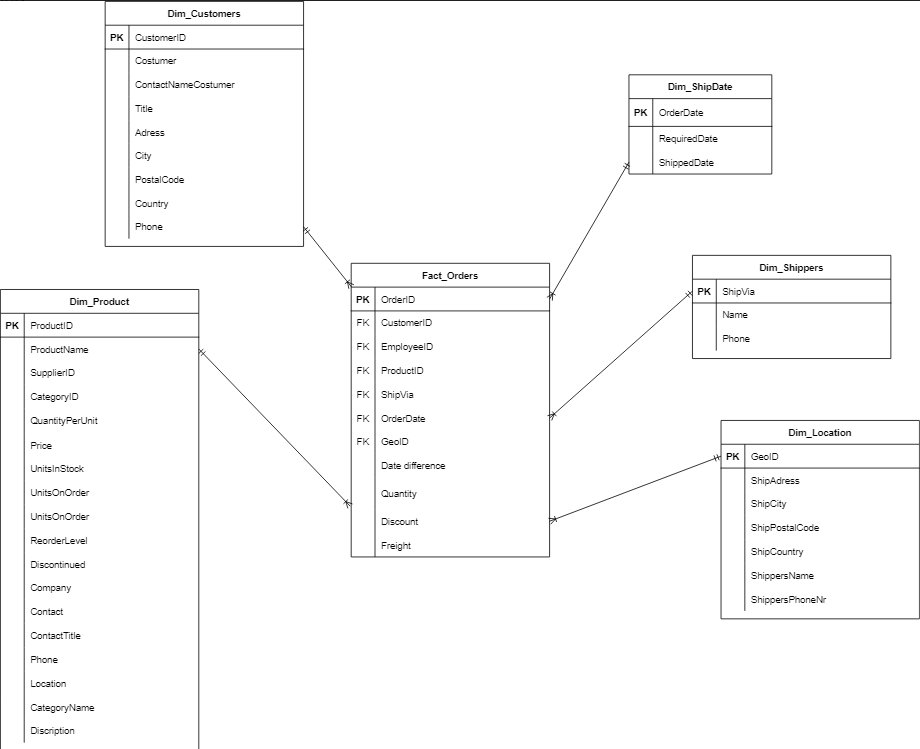 Dim_Customers
PK CustomerID
Costumer
ContactNameCostumer
Title
Adress
City
PostalCode
Country
Phone
Dim_ShipDate
PK OrderDate
RequiredDate
ShippedDate
Fact_Orders
PK OrderID
FK CustomerID
FK EmployeeID
FK ProductID
FK ShipVia
FK OrderDate
FK GeoID
Date difference
Quantity
Discount
Freight
Dim_Shippers
PK ShipVia
Name
Phone
Dim_Product
PK ProductID
ProductName
SupplierID
CategoryID
QuantityPerUnit
Price
UnitsInStock
UnitsOnOrder
UnitsOnOrder
ReorderLevel
Discontinued
Company
Contact
ContactTitle
Phone
Location
CategoryName
Discription
Dim_Location
PK GeoID
ShipAdress
ShipCity
ShipPostalCode
ShipCountry
ShippersName
ShippersPhoneNr